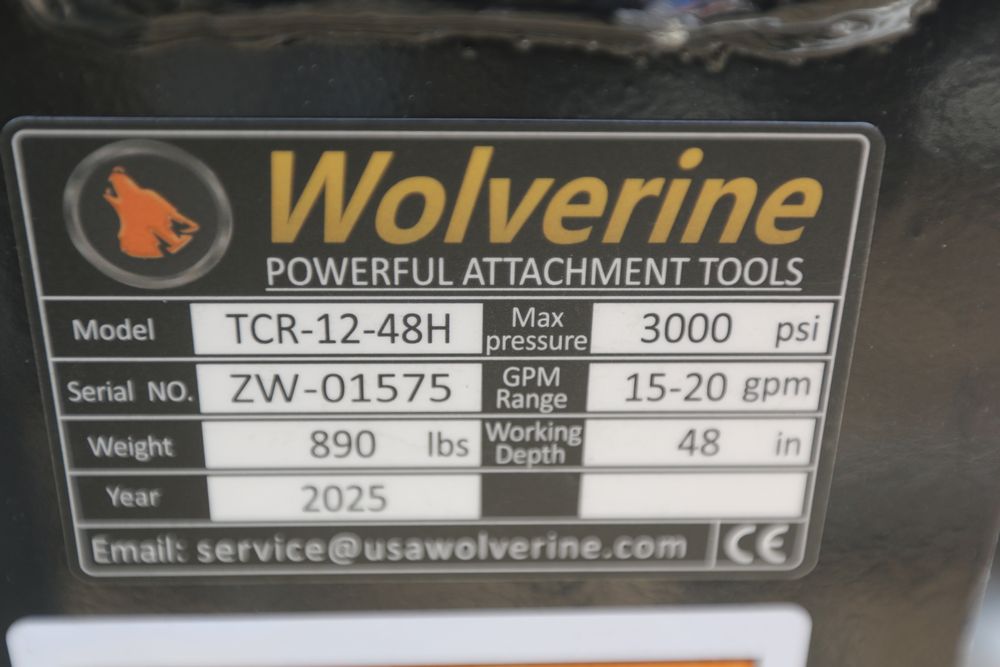 Wolverine
POWERFUL ATTACHMENT TOOLS
Model TCR-12-48H Max pressure 3000 psi
Serial NO. ZW-01575 GPM Range 15-20 gpm
Weight 890 lbs Working Depth 48 in
Year 2025
Email: service@usawolverine.com CE